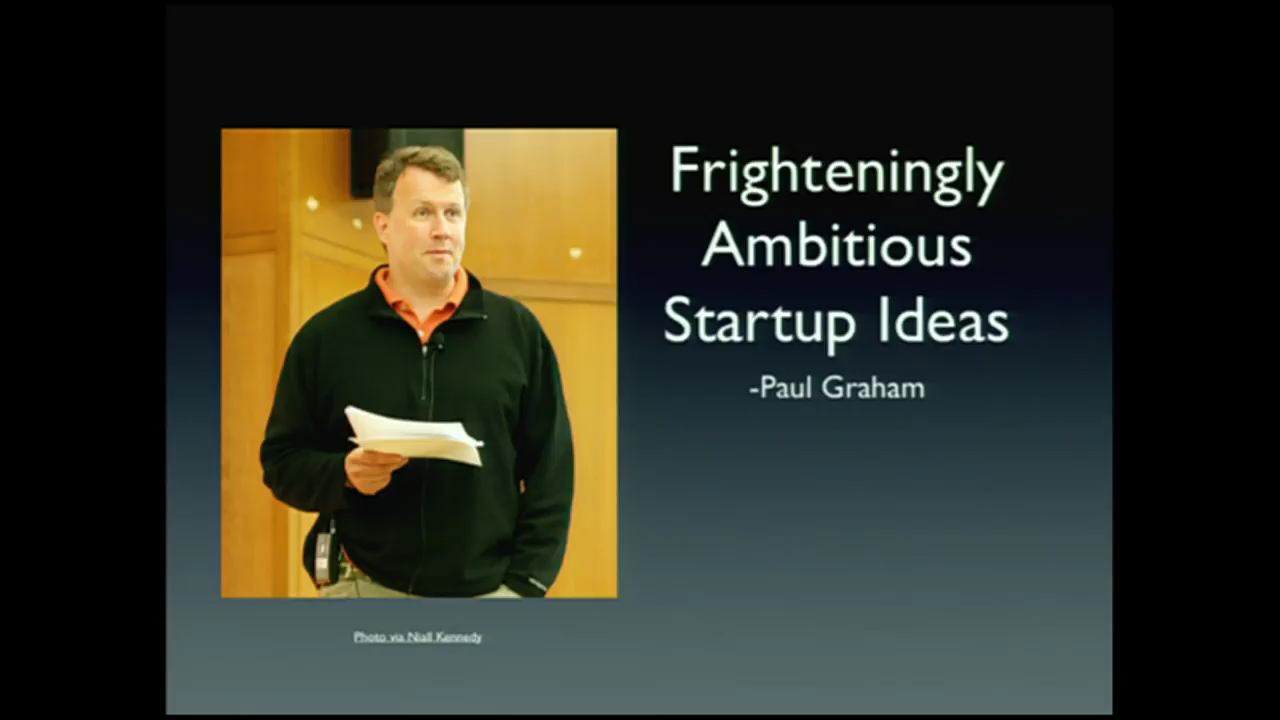 Frighteningly
Ambitious
Startup Ideas
-Paul Graham
Photo via Niall Kennedy